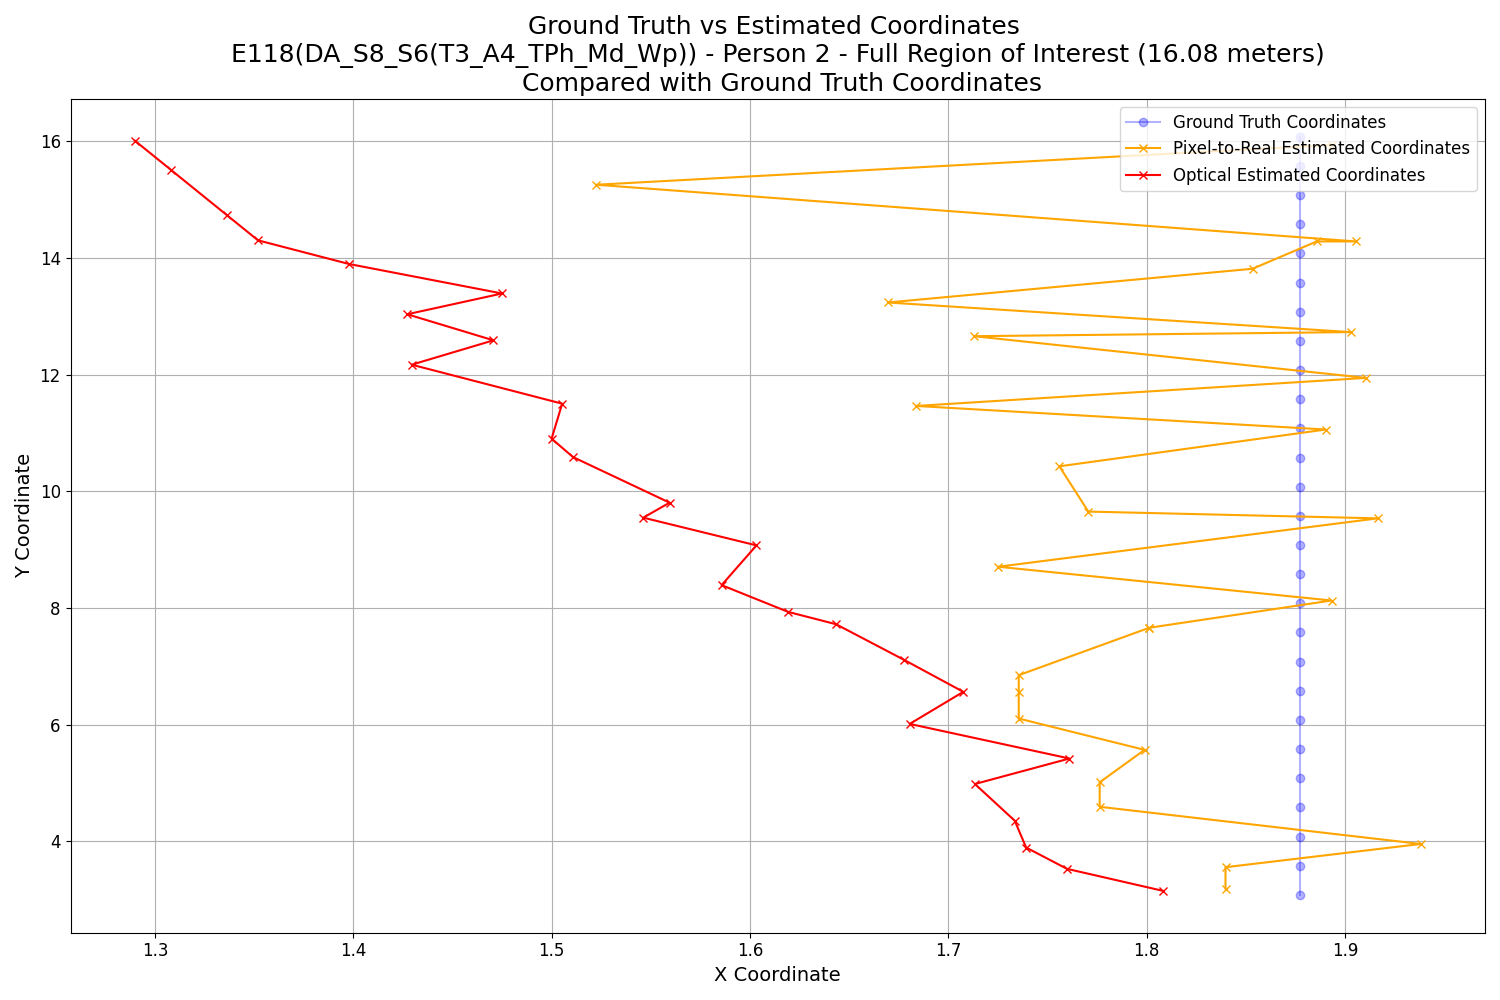 Ground Truth vs Estimated Coordinates
E118(DA_S8_S6(T3_A4_TPh_Md_Wp)) - Person 2 - Full Region of Interest (16.08 meters)
Compared with Ground Truth Coordinates
Ground Truth Coordinates
Pixel-to-Real Estimated Coordinates
Optical Estimated Coordinates
Y Coordinate
16
14
12
10
8
6
4
1.3 1.4 1.5 1.6 1.7 1.8 1.9
X Coordinate